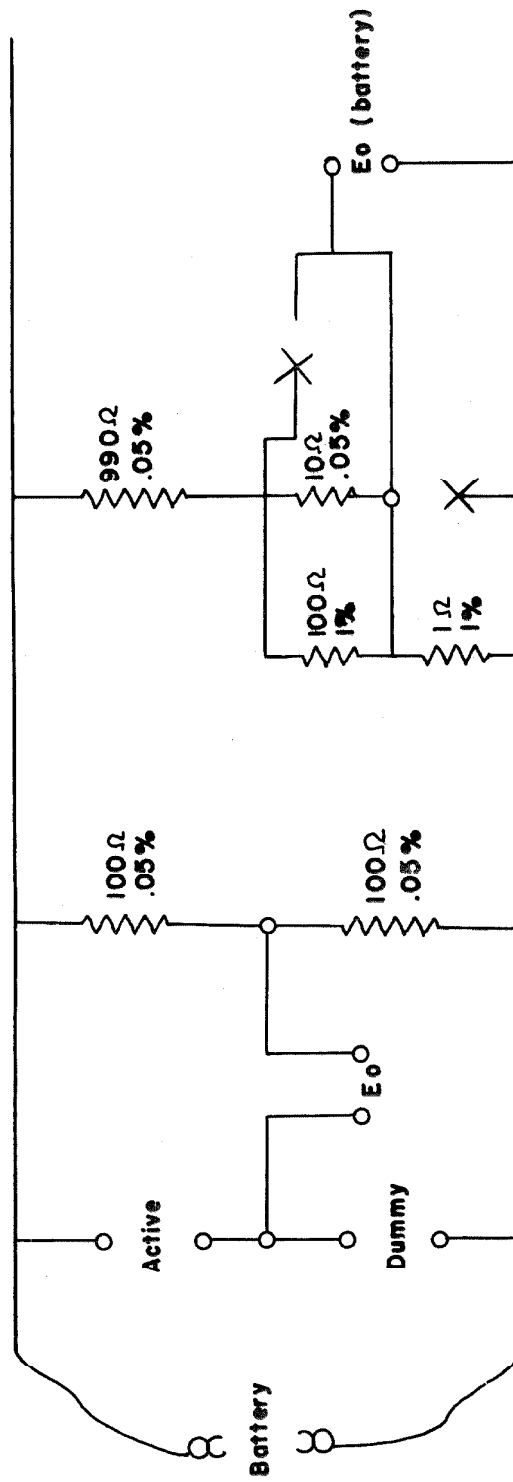 Battery
Active
Dummy
Eo
100Ω
.05%
100Ω
.05%
990Ω
.05%
100Ω
1%
10Ω
.05%
1Ω
1%
Eo (battery)